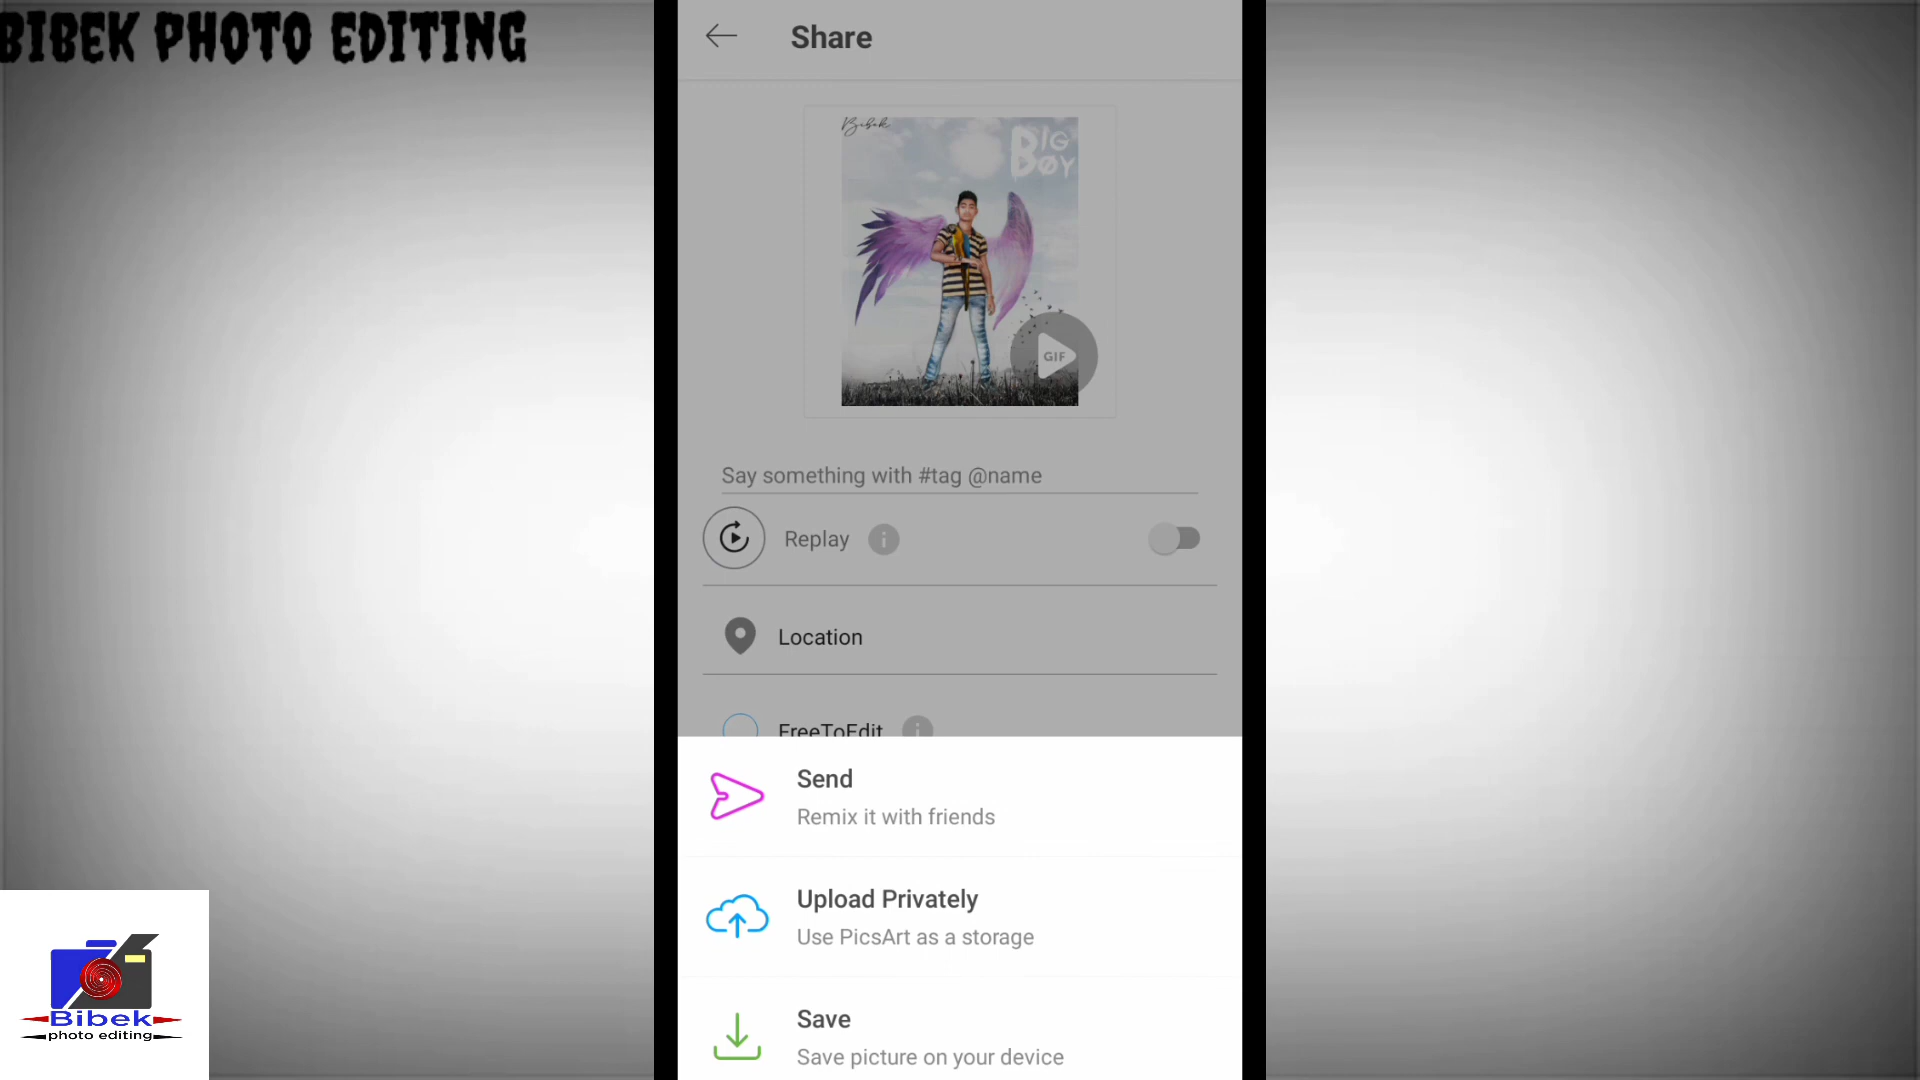 BIBEK PHOTO EDITING
Share
Bibek
BIG
BØY
GIF
Say something with #tag @name
Replay
Location
FreeToEdit
Send
Remix it with friends
Upload Privately
Use PicsArt as a storage
Save
Save picture on your device
Bibek
photo editing